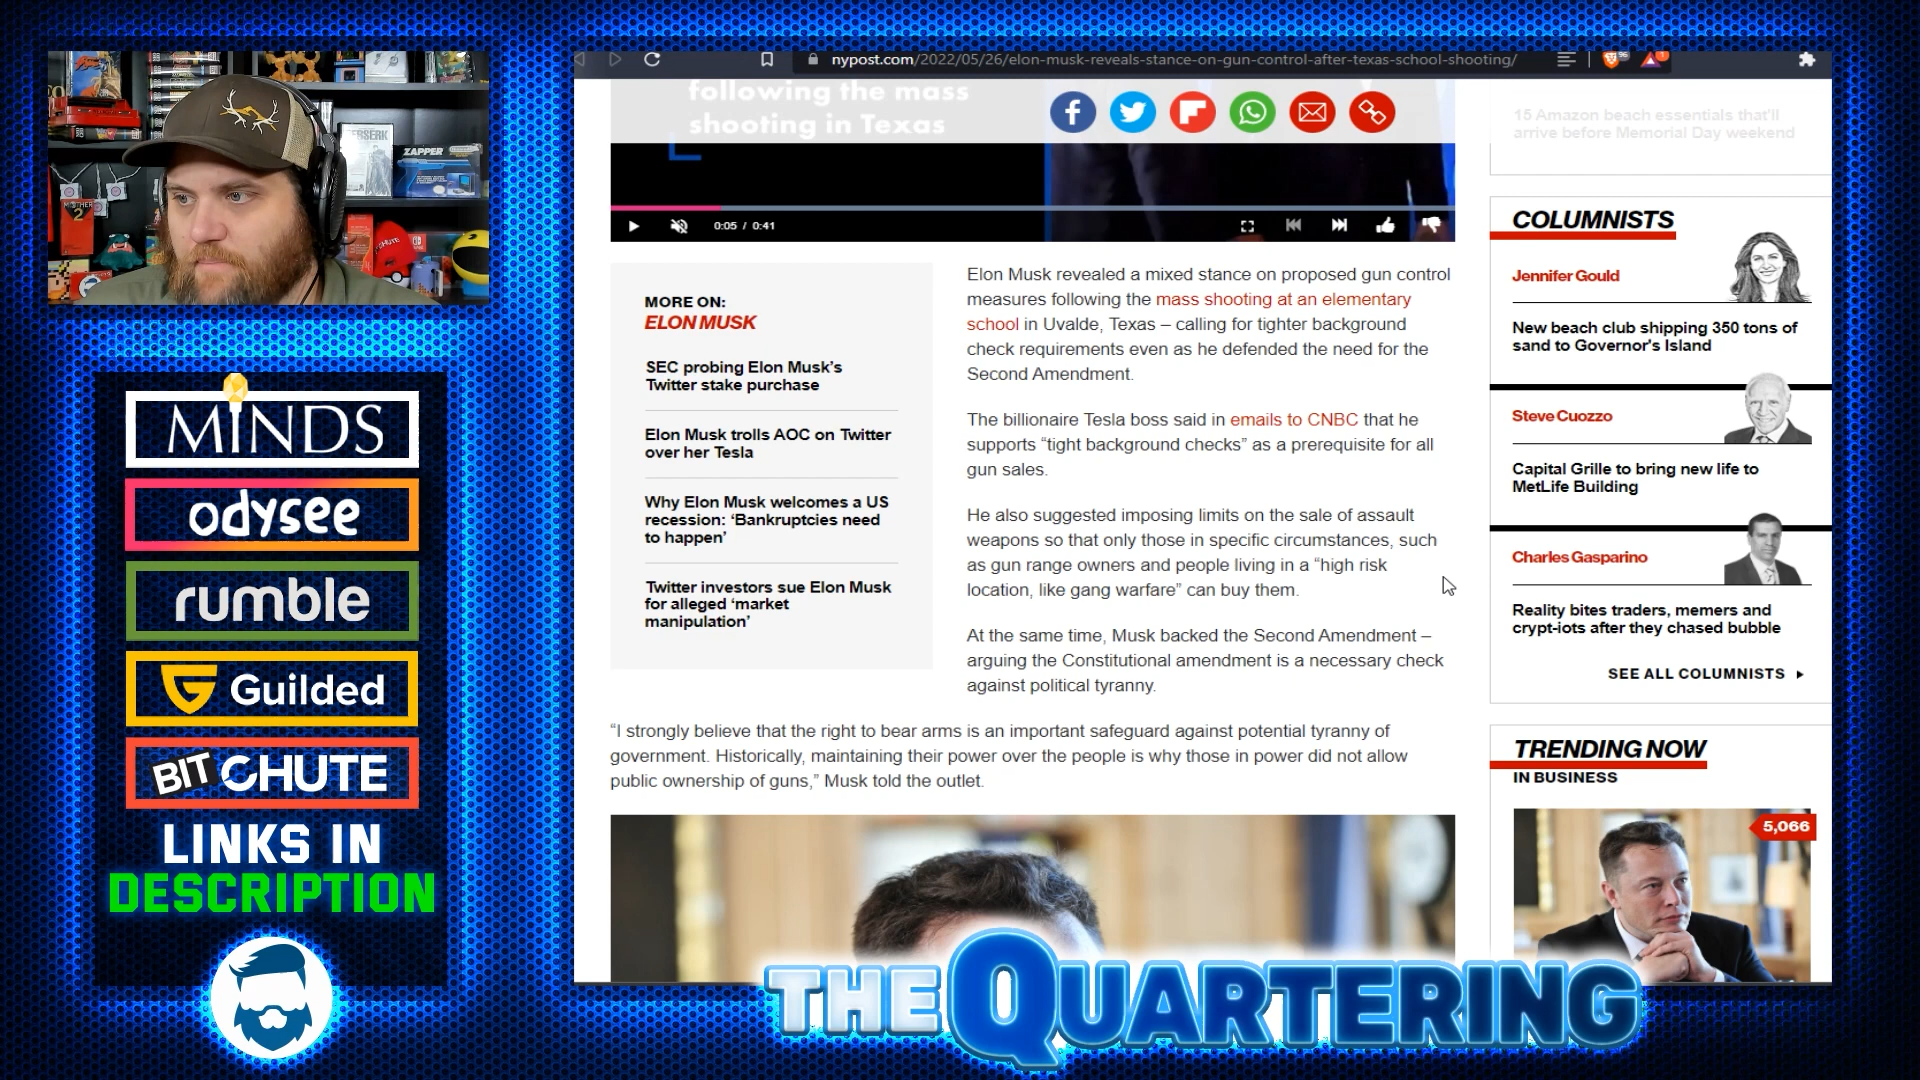 BERSERK
ZAPPER
MOTHER
2
MINDS
odysee
rumble
Guilded
BITCHUTE
LINKS IN
DESCRIPTION
nypost.com/2022/05/26/elon-musk-reveals-stance-on-gun-control-after-texas-school-shooting/
following the mass
shooting in Texas
0:05 / 0:41
MORE ON:
ELON MUSK
SEC probing Elon Musk’s
Twitter stake purchase
Elon Musk trolls AOC on Twitter
over her Tesla
Why Elon Musk welcomes a US
recession: ‘Bankruptcies need
to happen’
Twitter investors sue Elon Musk
for alleged ‘market
manipulation’
Elon Musk revealed a mixed stance on proposed gun control
measures following the mass shooting at an elementary
school in Uvalde, Texas – calling for tighter background
check requirements even as he defended the need for the
Second Amendment.
The billionaire Tesla boss said in emails to CNBC that he
supports “tight background checks” as a prerequisite for all
gun sales.
He also suggested imposing limits on the sale of assault
weapons so that only those in specific circumstances, such
as gun range owners and people living in a “high risk
location, like gang warfare” can buy them.
At the same time, Musk backed the Second Amendment –
arguing the Constitutional amendment is a necessary check
against political tyranny.
“I strongly believe that the right to bear arms is an important safeguard against potential tyranny of
government. Historically, maintaining their power over the people is why those in power did not allow
public ownership of guns,” Musk told the outlet.
15 Amazon beach essentials that'll
arrive before Memorial Day weekend
COLUMNISTS
Jennifer Gould
New beach club shipping 350 tons of
sand to Governor's Island
Steve Cuozzo
Capital Grille to bring new life to
MetLife Building
Charles Gasparino
Reality bites traders, memers and
crypt-iots after they chased bubble
SEE ALL COLUMNISTS
TRENDING NOW
IN BUSINESS
5,066
THE QUARTERING